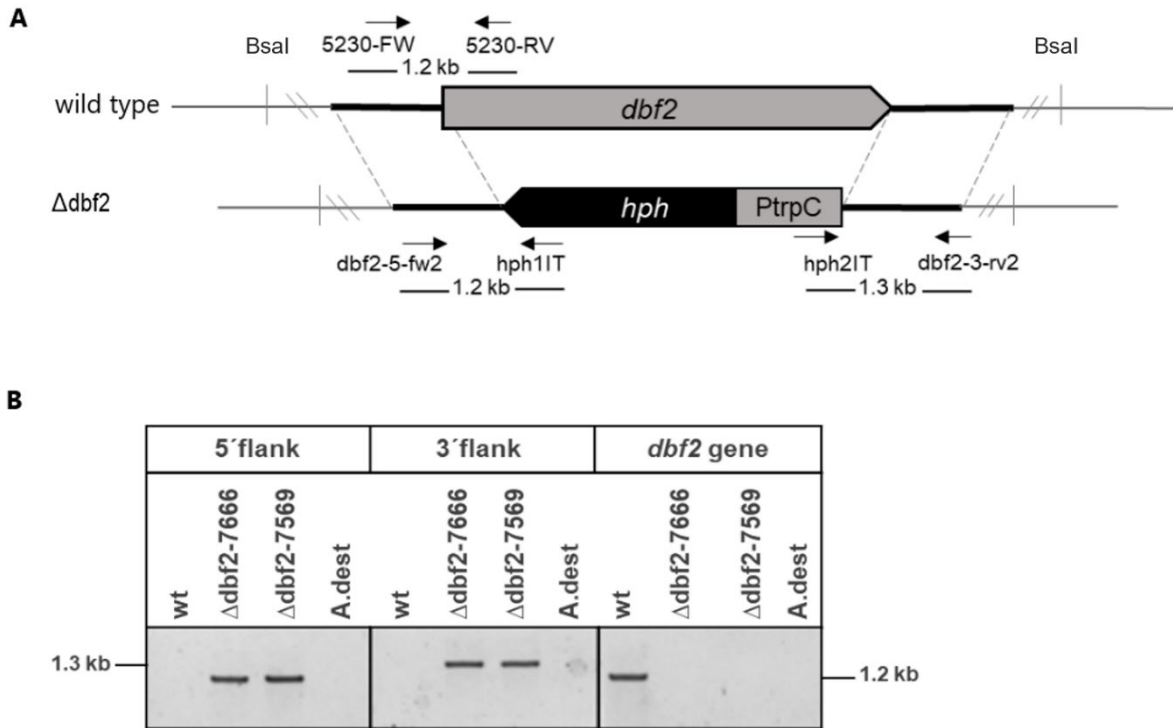 A
5230-FW 5230-RV
BsaI BsaI
1.2 kb
wild type dbf2
Δdbf2 hph PtrpC
dbf2-5-fw2 hph1IT hph2IT dbf2-3-rv2
1.2 kb 1.3 kb
B
5´flank 3´flank dbf2 gene
wt Δdbf2-7666 Δdbf2-7569 A.dest wt Δdbf2-7666 Δdbf2-7569 A.dest wt Δdbf2-7666 Δdbf2-7569 A.dest
1.3 kb 1.2 kb